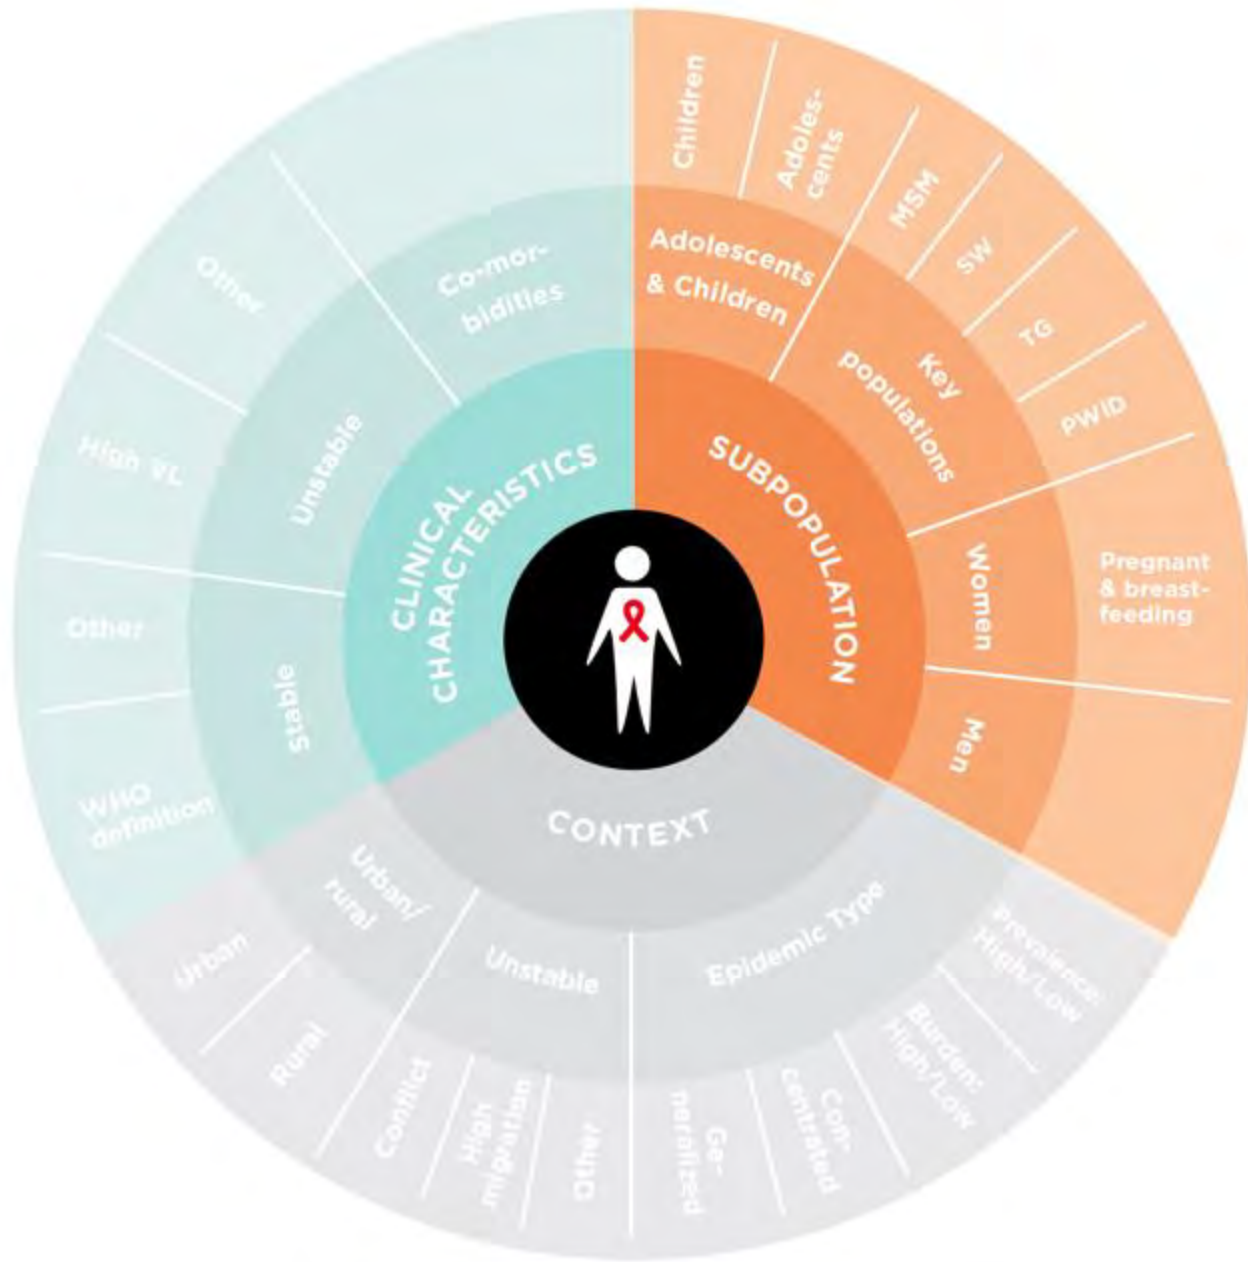 CLINICAL
CHARACTERISTICS
Co-mor-
bidities
Unstable
Other
High VL
Stable
Other
WHO
definition
SUBPOPULATION
Adolescents
& Children
Children
Adoles-
cents
Key
populations
MSM
SW
TG
PWID
Women
Pregnant
& breast-
feeding
Men
CONTEXT
Epidemic Type
Prevalence:
High/Low
Burden:
High/Low
Con-
centrated
Ge-
neralized
Unstable
Other
High
migration
Conflict
Urban/
rural
Rural
Urban